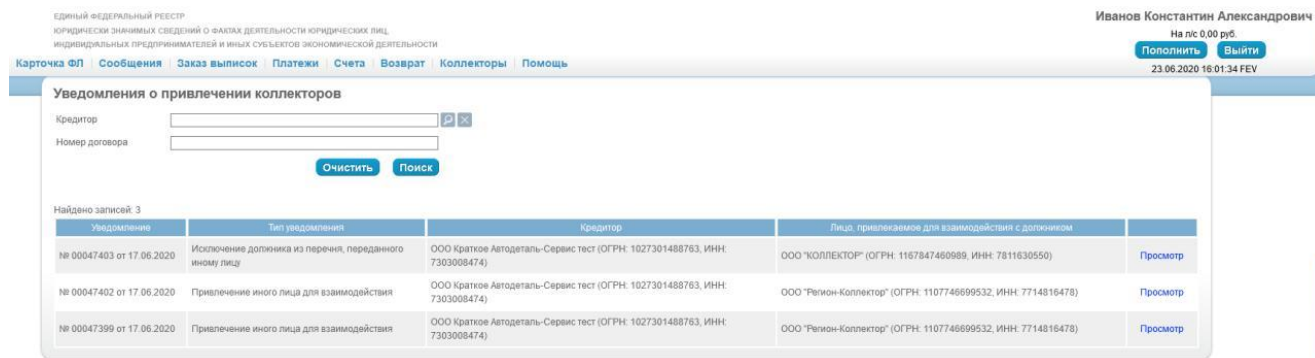 ЕДИНЫЙ ФЕДЕРАЛЬНЫЙ РЕЕСТР
ЮРИДИЧЕСКИ ЗНАЧИМЫХ СВЕДЕНИЙ О ФАКТАХ ДЕЯТЕЛЬНОСТИ ЮРИДИЧЕСКИХ ЛИЦ,
ИНДИВИДУАЛЬНЫХ ПРЕДПРИНИМАТЕЛЕЙ И ИНЫХ СУБЪЕКТОВ ЭКОНОМИЧЕСКОЙ ДЕЯТЕЛЬНОСТИ
Иванов Константин Александрович
На л/с 0,00 руб.
Пополнить Выйти
23.06.2020 16:01:34 FEV
Карточка ФЛ Сообщения Заказ выписок Платежи Счета Возврат Коллекторы Помощь
Уведомления о привлечении коллекторов
Кредитор
Номер договора
Очистить Поиск
Найдено записей: 3
Уведомление Тип уведомления Кредитор Лицо, привлекаемое для взаимодействия с должником
№ 00047403 от 17.06.2020 Исключение должника из перечня, переданного ООО Краткое Автодеталь-Сервис тест (ОГРН: 1027301488763, ИНН: ООО "КОЛЛЕКТОР" (ОГРН: 1167847460989, ИНН: 7811630550) Просмотр
иному лицу 7303008474)
№ 00047402 от 17.06.2020 Привлечение иного лица для взаимодействия ООО Краткое Автодеталь-Сервис тест (ОГРН: 1027301488763, ИНН: ООО "Регион-Коллектор" (ОГРН: 1107746699532, ИНН: 7714816478) Просмотр
7303008474)
№ 00047399 от 17.06.2020 Привлечение иного лица для взаимодействия ООО Краткое Автодеталь-Сервис тест (ОГРН: 1027301488763, ИНН: ООО "Регион-Коллектор" (ОГРН: 1107746699532, ИНН: 7714816478) Просмотр
7303008474)